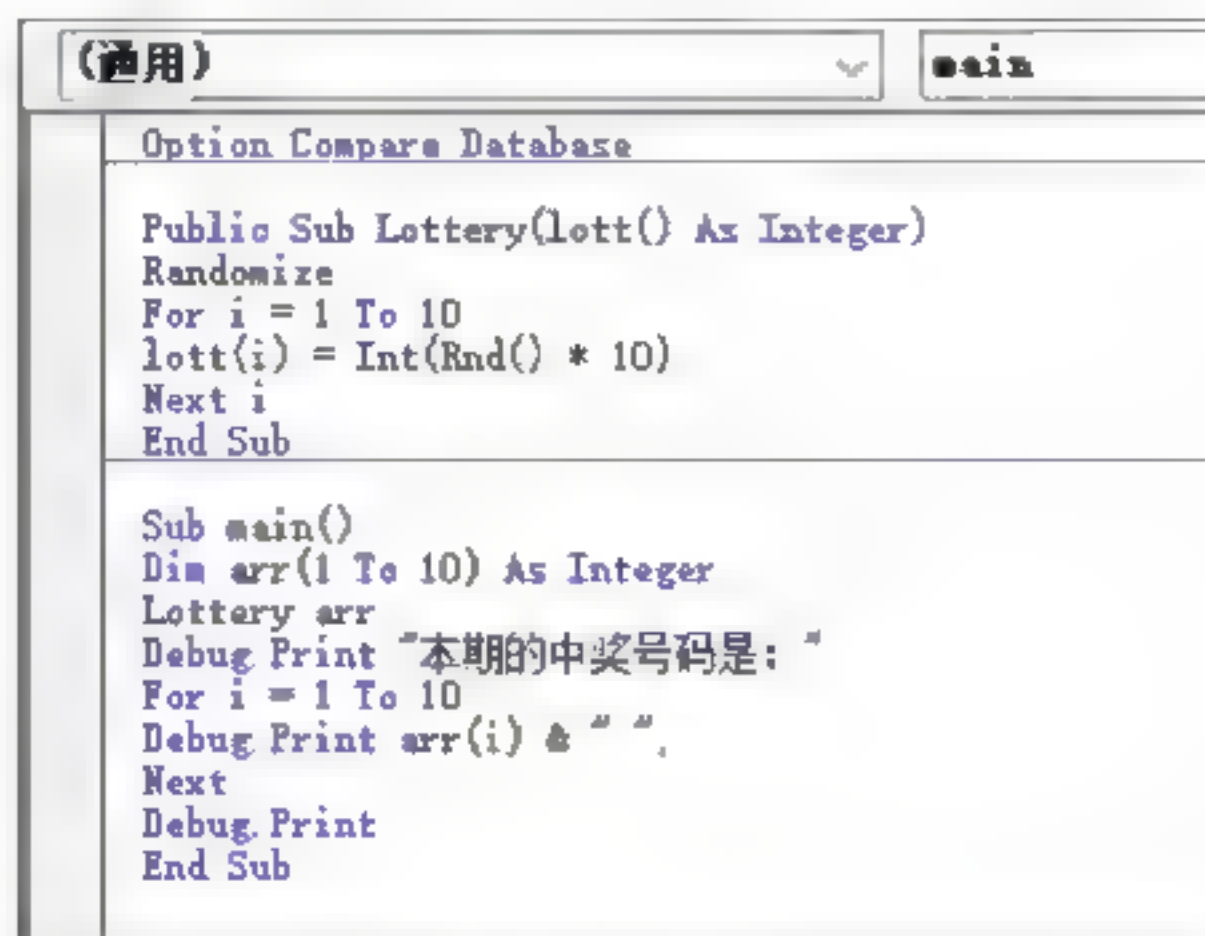 (通用)
main
Option Compare Database
Public Sub Lottery(lott() As Integer)
Randomize
For i = 1 To 10
lott(i) = Int(Rnd() * 10)
Next i
End Sub
Sub main()
Dim arr(1 To 10) As Integer
Lottery arr
Debug.Print "本期的中奖号码是: "
For i = 1 To 10
Debug.Print arr(i) & " ",
Next
Debug.Print
End Sub